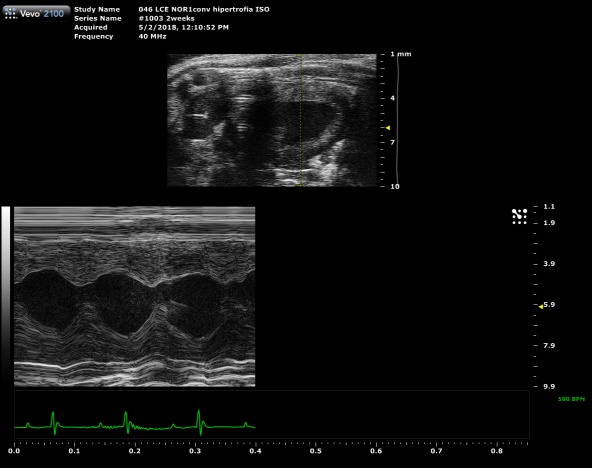 Vevo 2100
Study Name 046 LCE NOR1conv hipertrofia ISO
Series Name #1003 2weeks
Acquired 5/2/2018, 12:10:52 PM
Frequency 40 MHz
1 mm
4
7
10
1.1
1.9
3.9
5.9
7.9
9.9
500 BPM
0.0 0.1 0.2 0.3 0.4 0.5 0.6 0.7 0.8